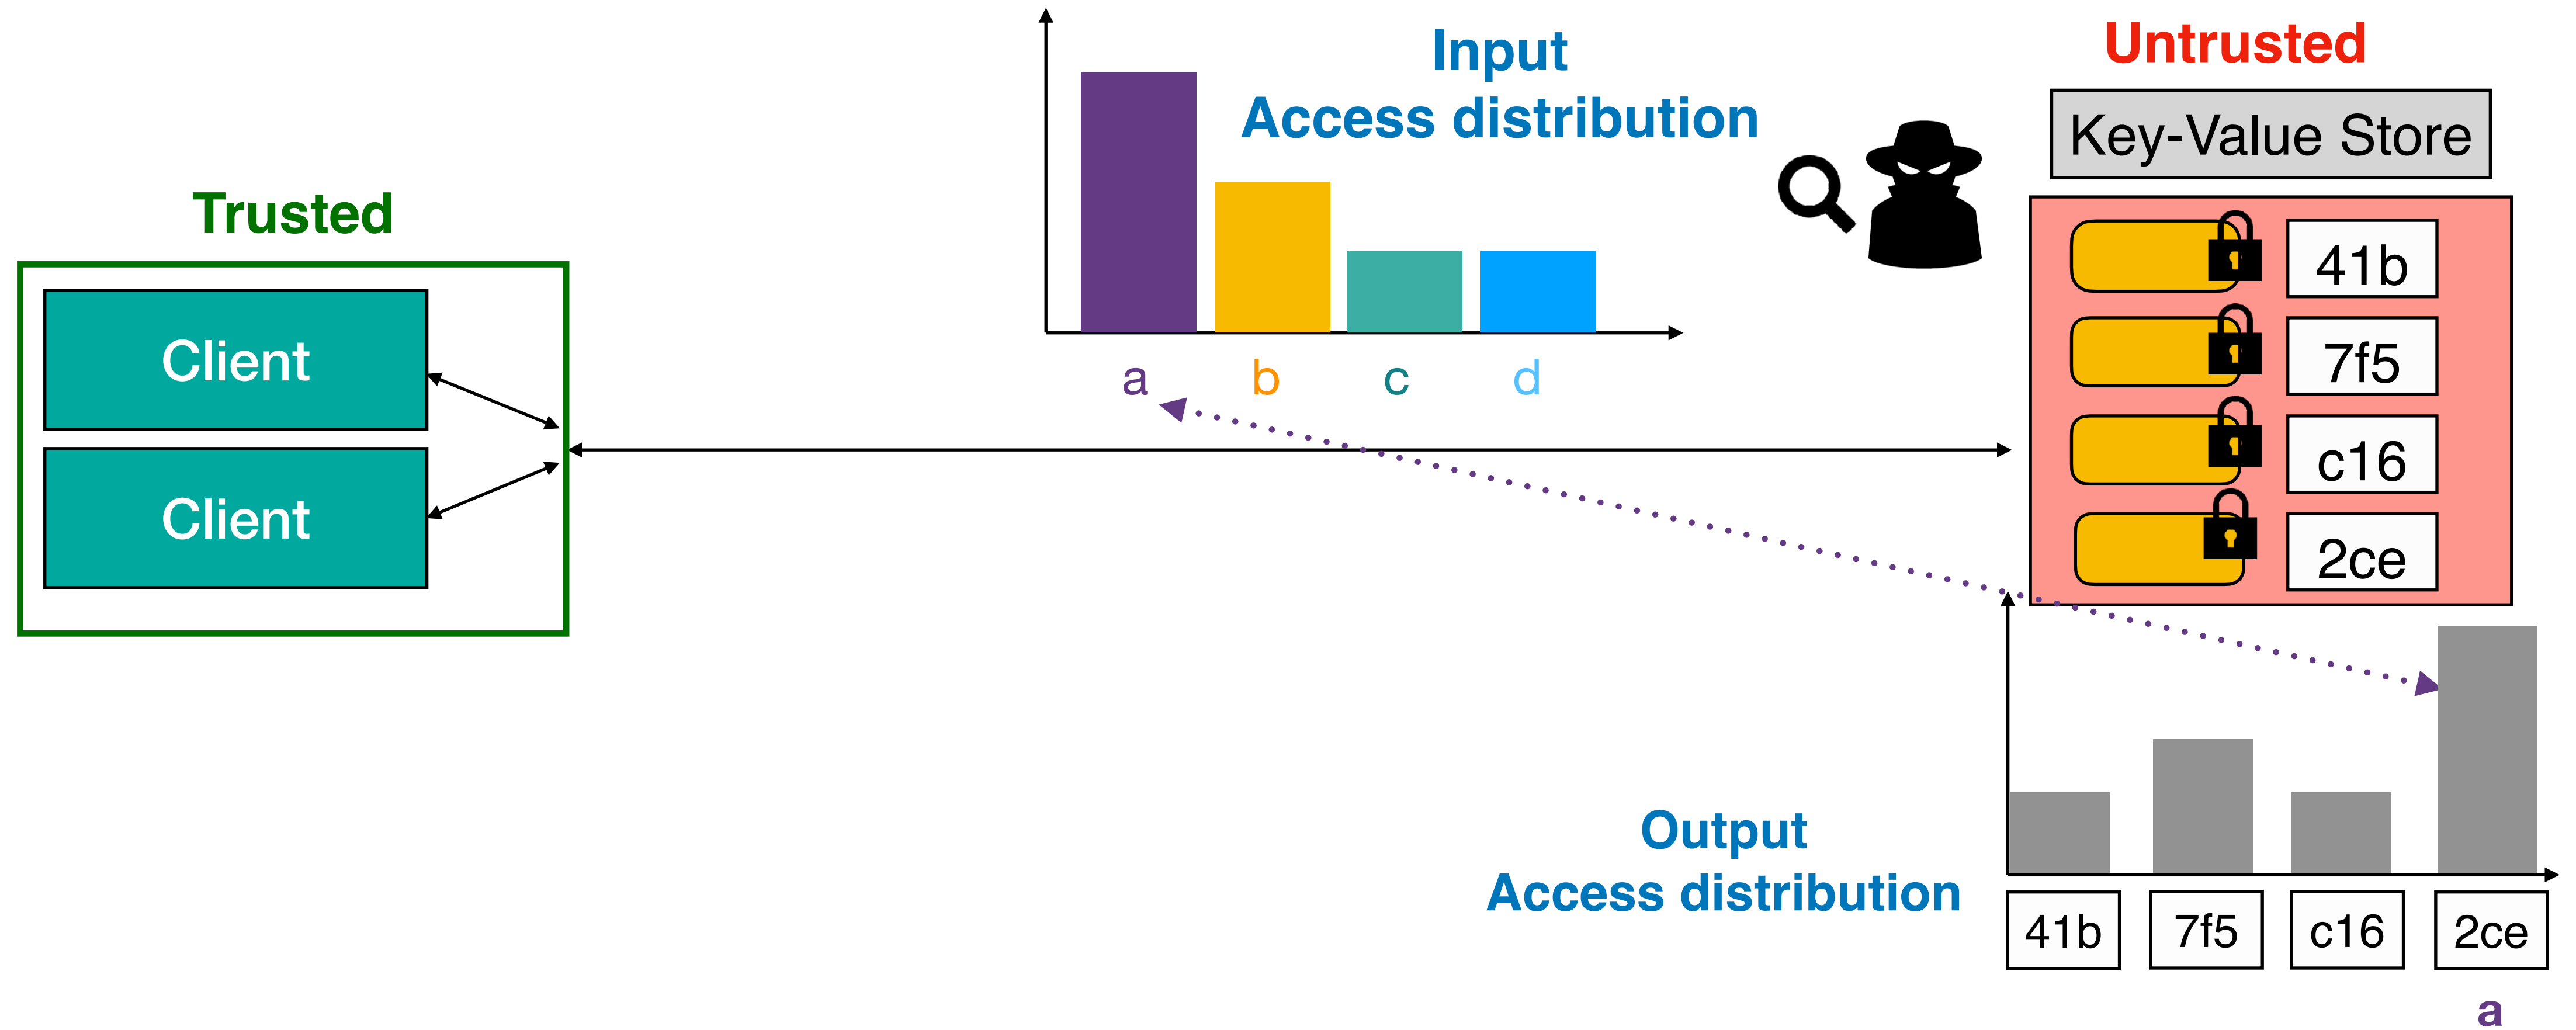 Input
Access distribution
Untrusted
Key-Value Store
Trusted
Client
Client
a b c d
41b
7f5
c16
2ce
Output
Access distribution
41b 7f5 c16 2ce
a